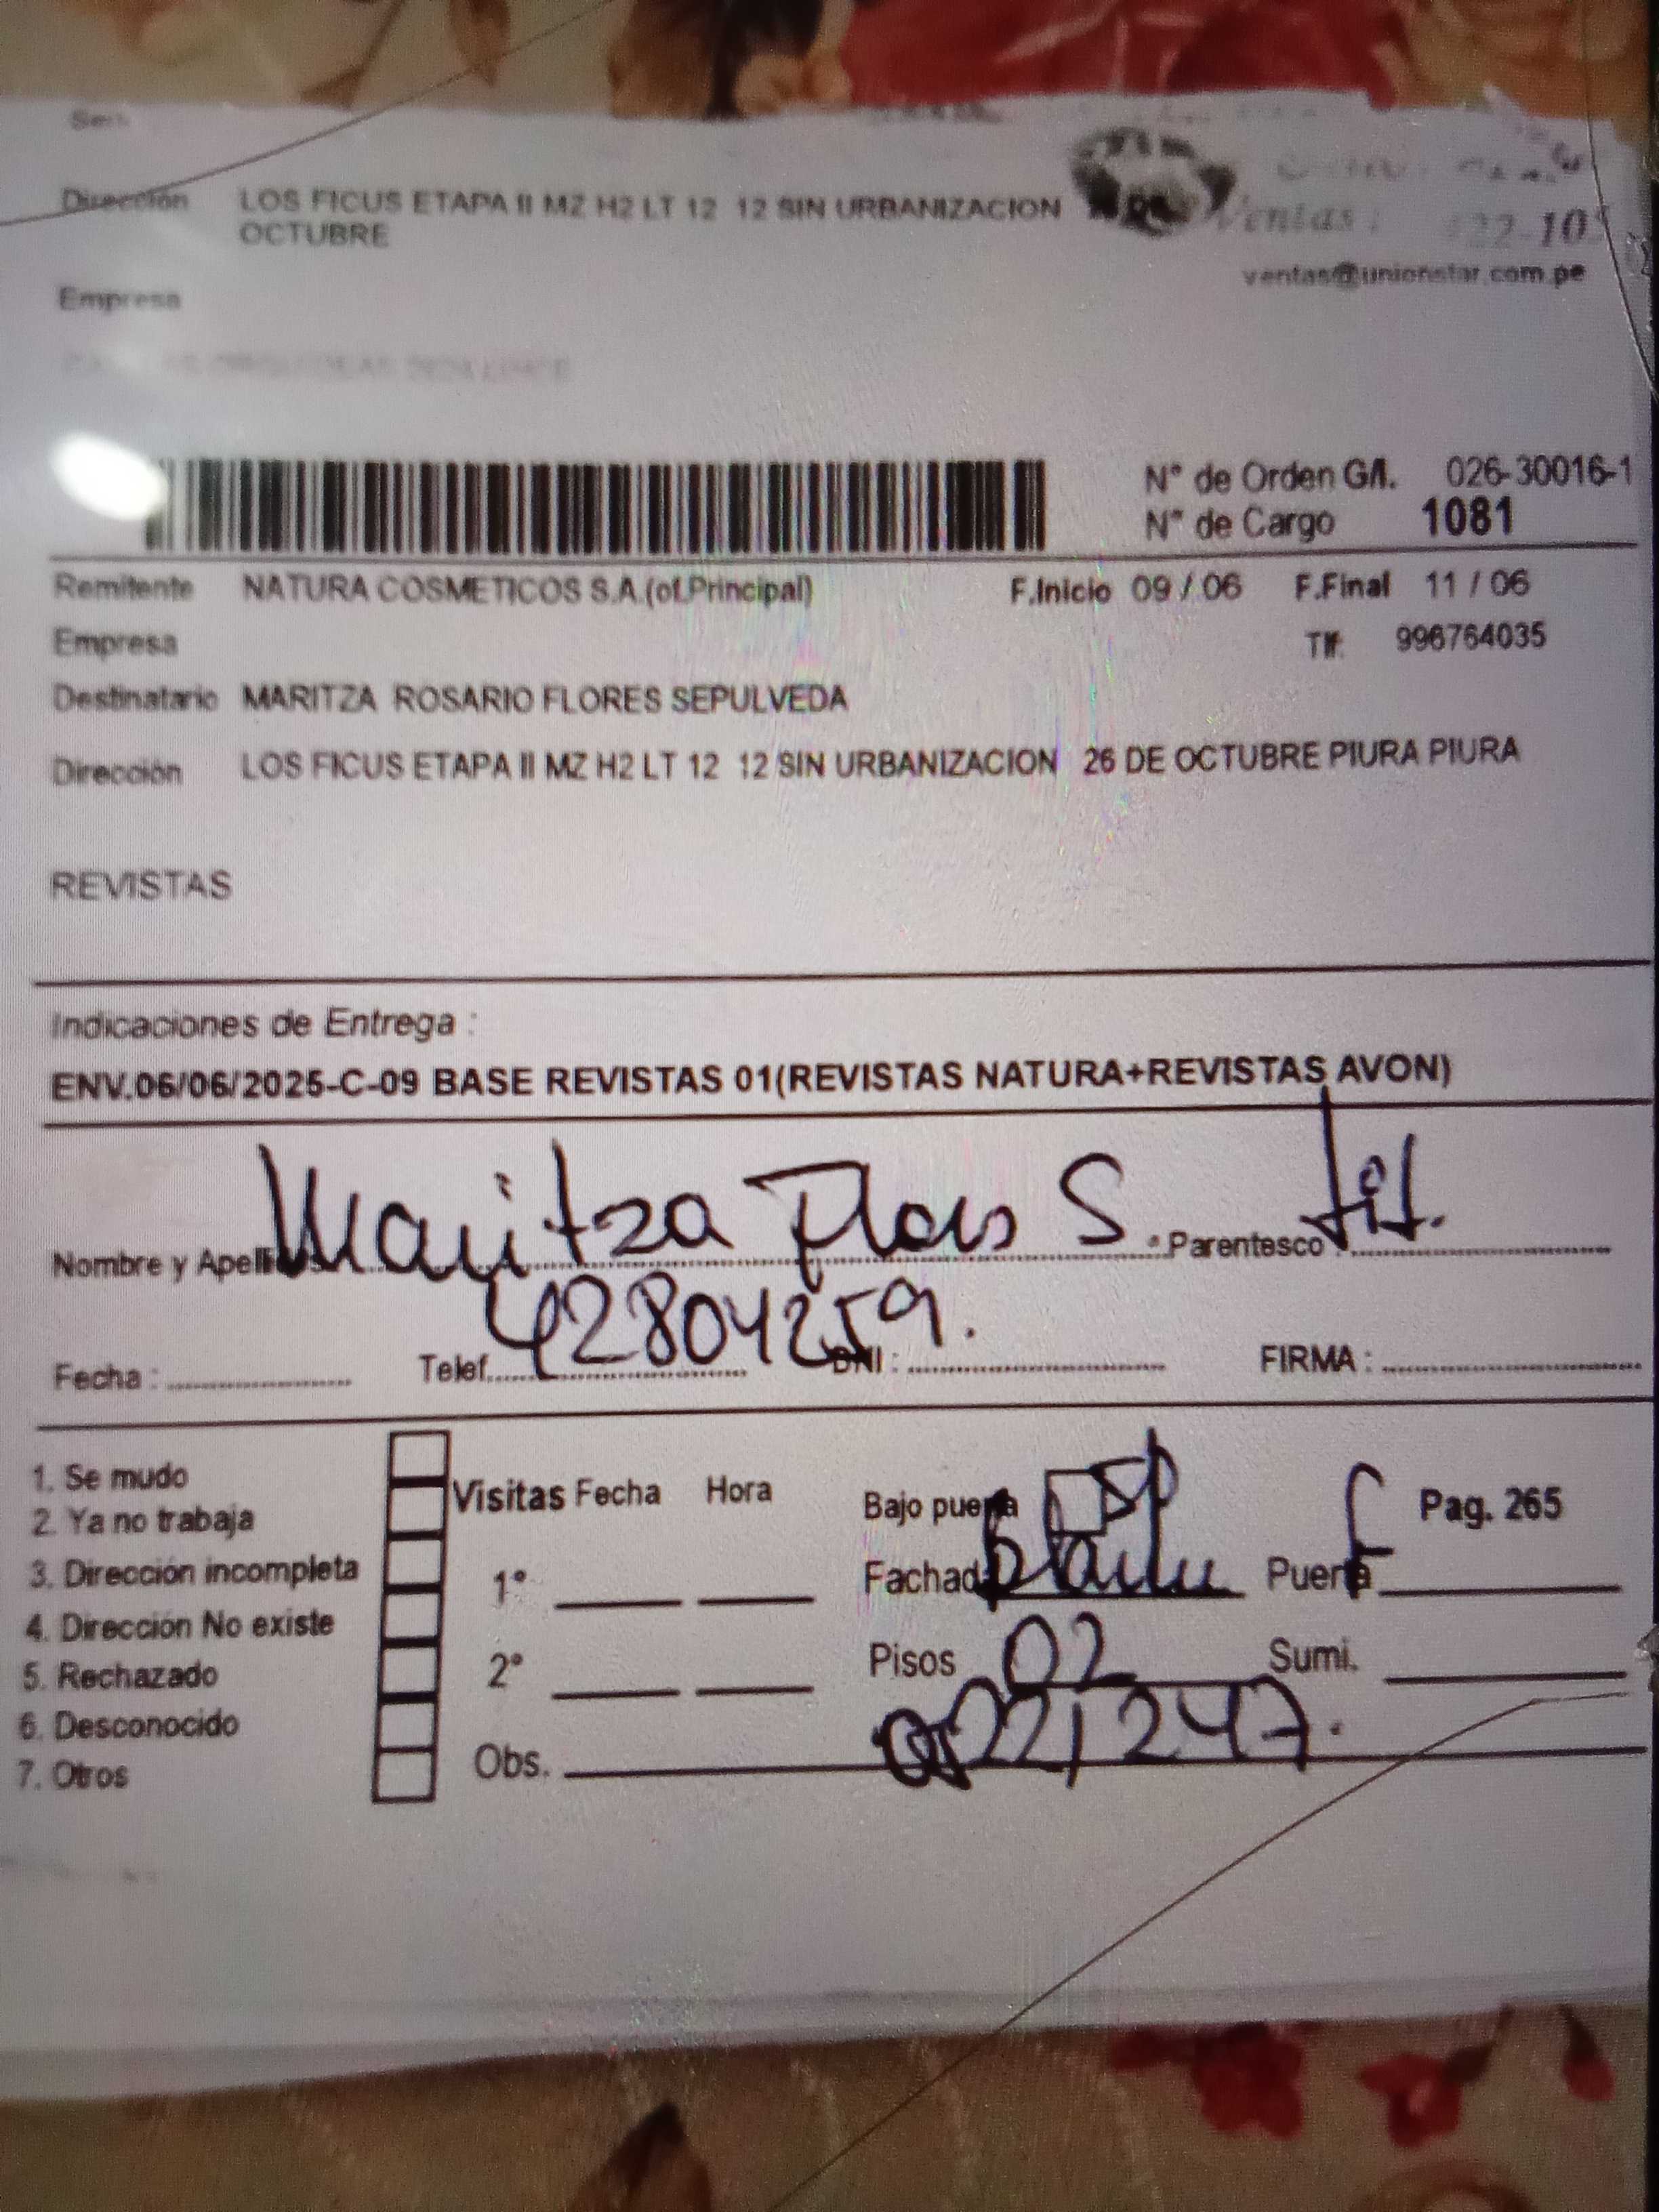 Dirección LOS FICUS ETAPA II MZ H2 LT 12 12 SIN URBANIZACION
OCTUBRE
Ventas: 22-105
ventas@unionstar.com.pe
Empresa
N° de Orden G/I. 026-30016-1
N° de Cargo 1081
Remitente NATURA COSMETICOS S.A.(of.Principal) F.Inicio 09 / 06 F.Final 11 / 06
Empresa Tlf: 996764035
Destinatario MARITZA ROSARIO FLORES SEPULVEDA
Dirección LOS FICUS ETAPA II MZ H2 LT 12 12 SIN URBANIZACION 26 DE OCTUBRE PIURA PIURA
REVISTAS
Indicaciones de Entrega :
ENV.06/06/2025-C-09 BASE REVISTAS 01(REVISTAS NATURA+REVISTAS AVON)
Nombre y Apelli Maritza Flores S. Parentesco tit.
42804259.
Fecha : Telef. DNI : FIRMA :
1. Se mudo
2. Ya no trabaja
3. Dirección incompleta
4. Dirección No existe
5. Rechazado
6. Desconocido
7. Otros
Visitas Fecha Hora
1°
2°
Obs.
Bajo puerta Pag. 265
Fachada Puerta f
Pisos 02 Sumi.
221247.